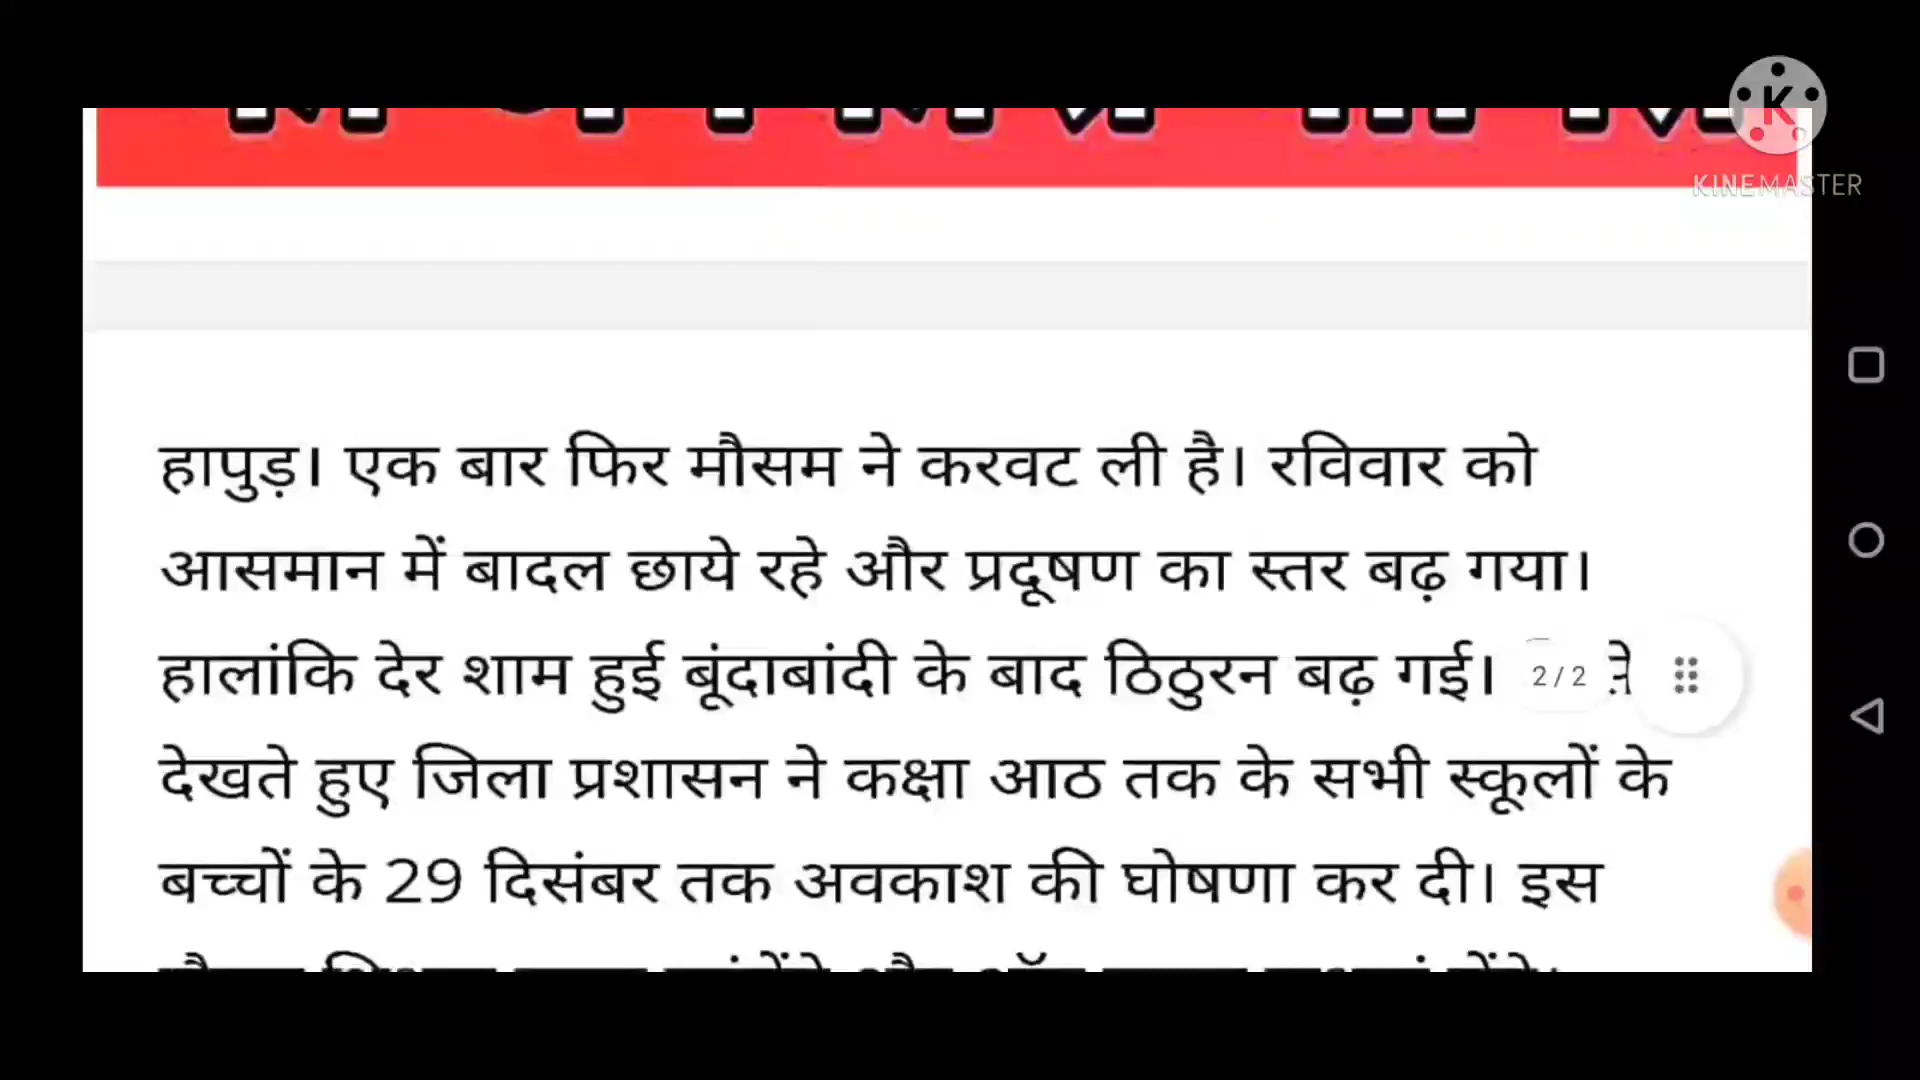 KINEMASTER
हापुड़। एक बार फिर मौसम ने करवट ली है। रविवार को
आसमान में बादल छाये रहे और प्रदूषण का स्तर बढ़ गया।
हालांकि देर शाम हुई बूंदाबांदी के बाद ठिठुरन बढ़ गई।
2/2
देखते हुए जिला प्रशासन ने कक्षा आठ तक के सभी स्कूलों के
बच्चों के 29 दिसंबर तक अवकाश की घोषणा कर दी। इस